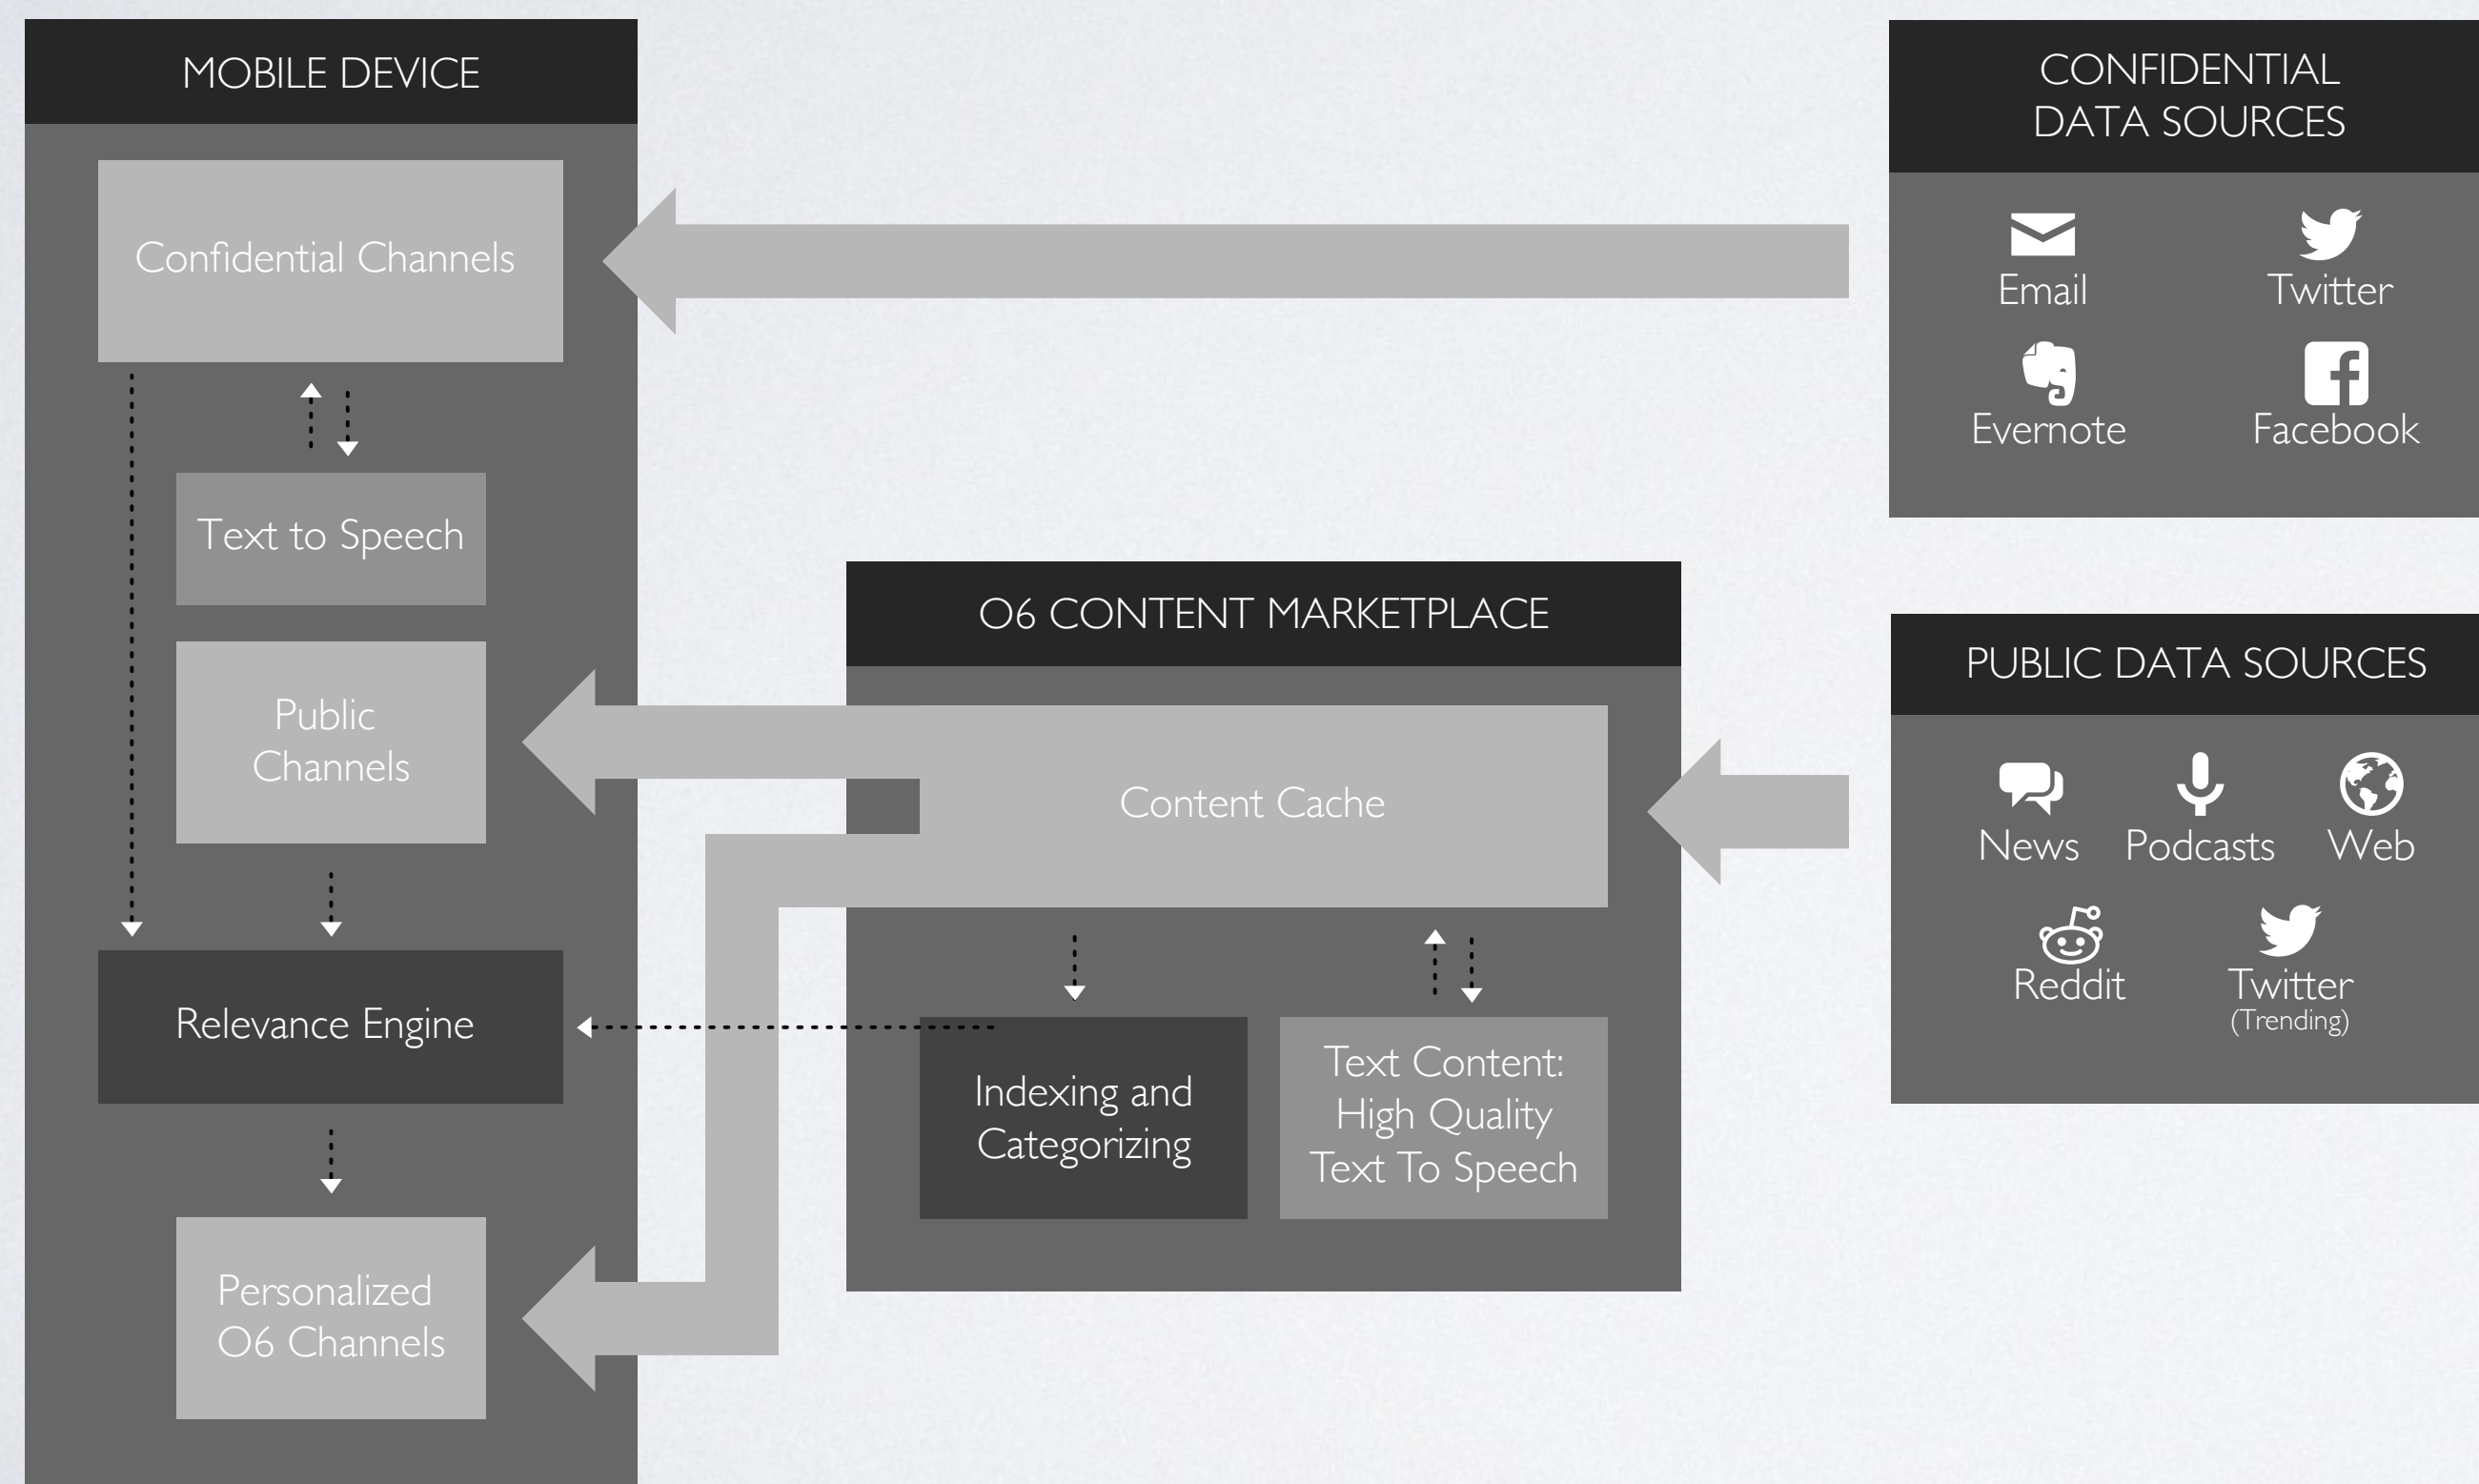 MOBILE DEVICE
Confidential Channels
Text to Speech
Public
Channels
Relevance Engine
Personalized
O6 Channels
O6 CONTENT MARKETPLACE
Content Cache
Indexing and
Categorizing
Text Content:
High Quality
Text To Speech
CONFIDENTIAL
DATA SOURCES
Email
Twitter
Evernote
Facebook
PUBLIC DATA SOURCES
News
Podcasts
Web
Reddit
Twitter
(Trending)